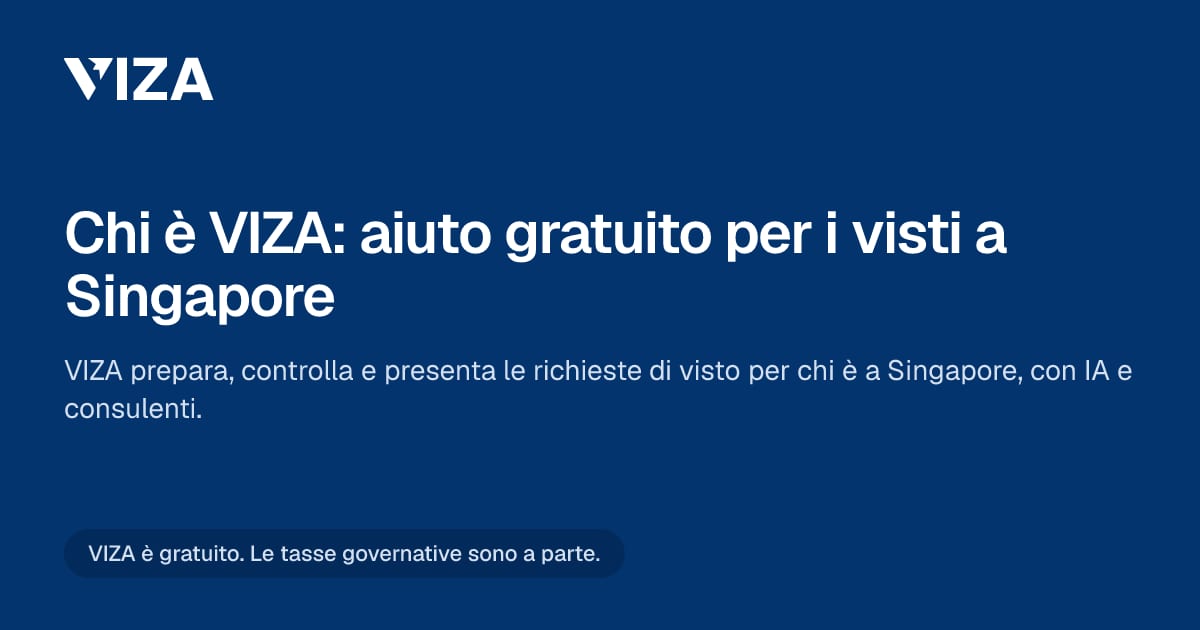 VIZA
Chi è VIZA: aiuto gratuito per i visti a
Singapore
VIZA prepara, controlla e presenta le richieste di visto per chi è a Singapore, con IA e
consulenti.
VIZA è gratuito. Le tasse governative sono a parte.